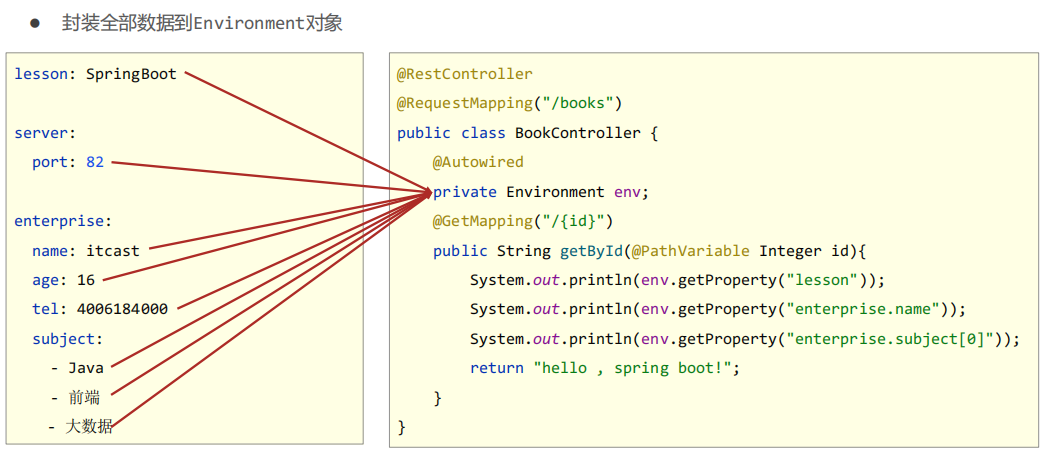 ● 封装全部数据到Environment对象
lesson: SpringBoot
server:
  port: 82
enterprise:
  name: itcast
  age: 16
  tel: 4006184000
  subject:
    - Java
    - 前端
    - 大数据
@RestController
@RequestMapping("/books")
public class BookController {
    @Autowired
    private Environment env;
    @GetMapping("/{id}")
    public String getById(@PathVariable Integer id){
        System.out.println(env.getProperty("lesson"));
        System.out.println(env.getProperty("enterprise.name"));
        System.out.println(env.getProperty("enterprise.subject[0]"));
        return "hello , spring boot!";
    }
}